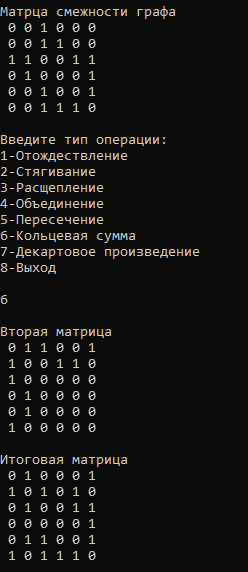 Матрца смежности графа
0 0 1 0 0 0
0 0 1 1 0 0
1 1 0 0 1 1
0 1 0 0 0 1
0 0 1 0 0 1
0 0 1 1 1 0
Введите тип операции:
1-Отождествление
2-Стягивание
3-Расщепление
4-Объединение
5-Пересечение
6-Кольцевая сумма
7-Декартовое произведение
8-Выход
6
Вторая матрица
0 1 1 0 0 1
1 0 0 1 1 0
1 0 0 0 0 0
0 1 0 0 0 0
0 1 0 0 0 0
1 0 0 0 0 0
Итоговая матрица
0 1 0 0 0 1
1 0 1 0 1 0
0 1 0 0 1 1
0 0 0 0 0 1
0 1 1 0 0 1
1 0 1 1 1 0